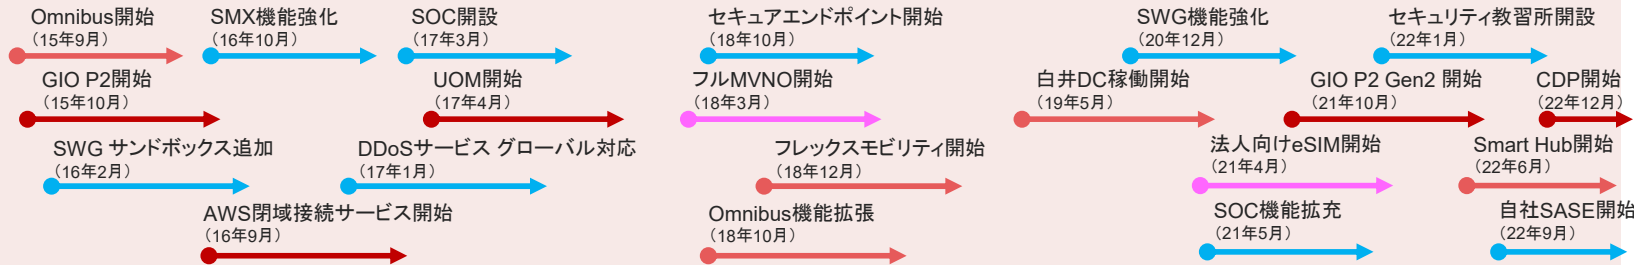 Omnibus開始
（15年9月）
SMX機能強化
（16年10月）
SOC開設
（17年3月）
セキュアエンドポイント開始
（18年10月）
SWG機能強化
（20年12月）
セキュリティ教習所開設
（22年1月）
GIO P2開始
（15年10月）
UOM開始
（17年4月）
フルMVNO開始
（18年3月）
白井DC稼働開始
（19年5月）
GIO P2 Gen2 開始
（21年10月）
CDP開始
（22年12月）
SWG サンドボックス追加
（16年2月）
DDoSサービス グローバル対応
（17年1月）
フレックスモビリティ開始
（18年12月）
法人向けeSIM開始
（21年4月）
Smart Hub開始
（22年6月）
AWS閉域接続サービス開始
（16年9月）
Omnibus機能拡張
（18年10月）
SOC機能拡充
（21年5月）
自社SASE開始
（22年9月）